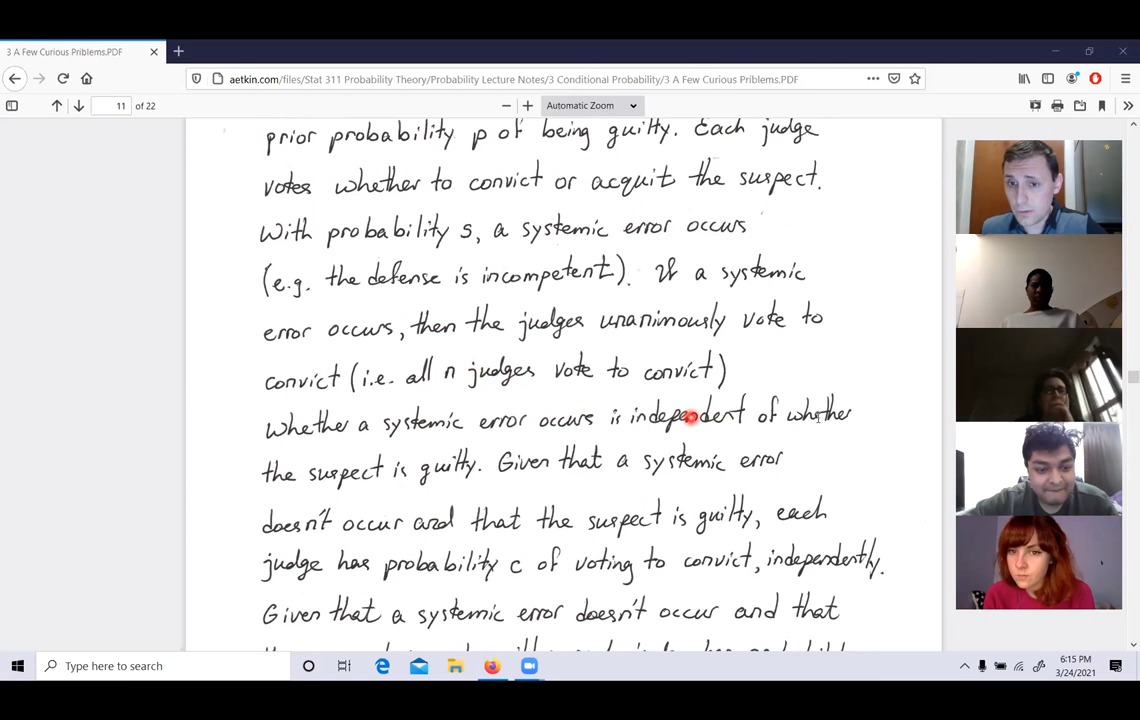 3 A Few Curious Priblems.PDF
aetkin.com/files/Stat 311 Probability Theory/Probability Lecture Notes/3 Conditional Probability/3 A Few Curious Priblems.PDF
11 of 22
Automatic Zoom
prior probability p of being guilty. Each judge
votes whether to convict or acquit the suspect.
With probability s, a systemic error occurs
(e.g. the defense is incompetent). If a systemic
error occurs, then the judges unanimously vote to
convict (i.e. all n judges vote to convict)
Whether a systemic error occurs is independent of whether
the suspect is guilty. Given that a systemic error
doesn't occur and that the suspect is guilty, each
judge has probability c of voting to convict, independently.
Given that a systemic error doesn't occur and that
Type here to search
6:15 PM
3/24/2021